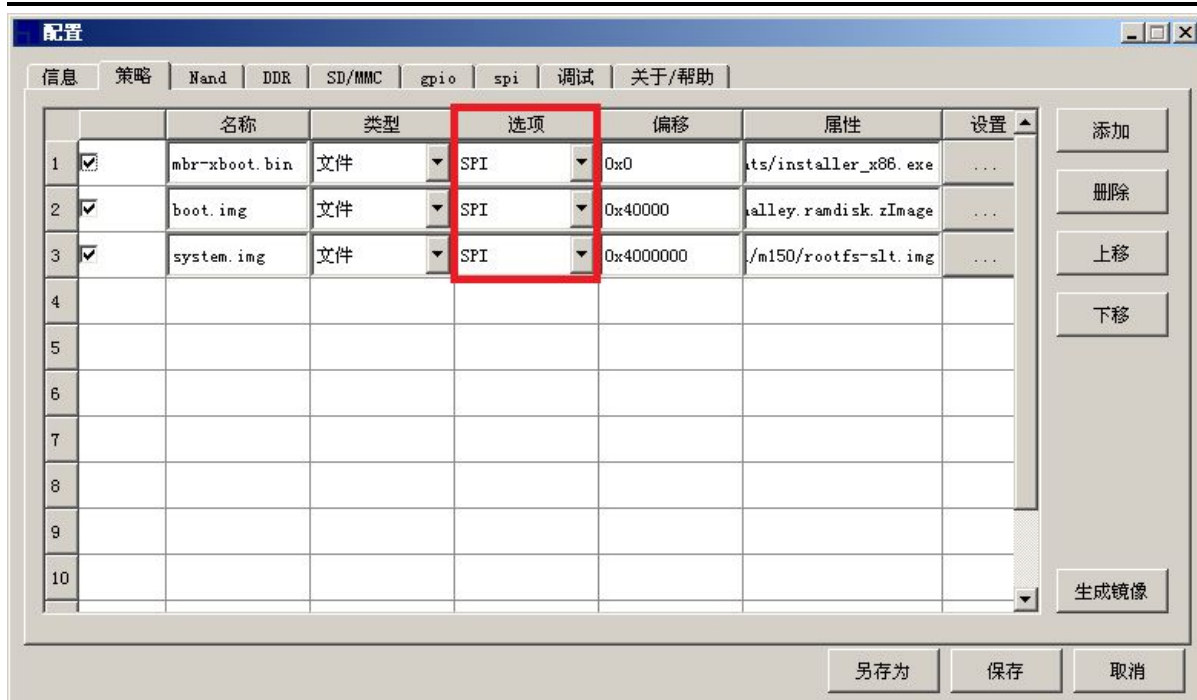 配置
信息 策略 Nand DDR SD/MMC gpio spi 调试 关于/帮助
名称 类型 选项 偏移 属性 设置 添加
1 mbr-xboot.bin 文件 SPI 0x0 its/installer_x86.exe ...
删除
2 boot.img 文件 SPI 0x40000 alley.ramdisk.zImage ...
3 system.img 文件 SPI 0x4000000 /m150/rootfs-slt.img ... 上移
4 下移
5
6
7
8
9
10 生成镜像
另存为 保存 取消